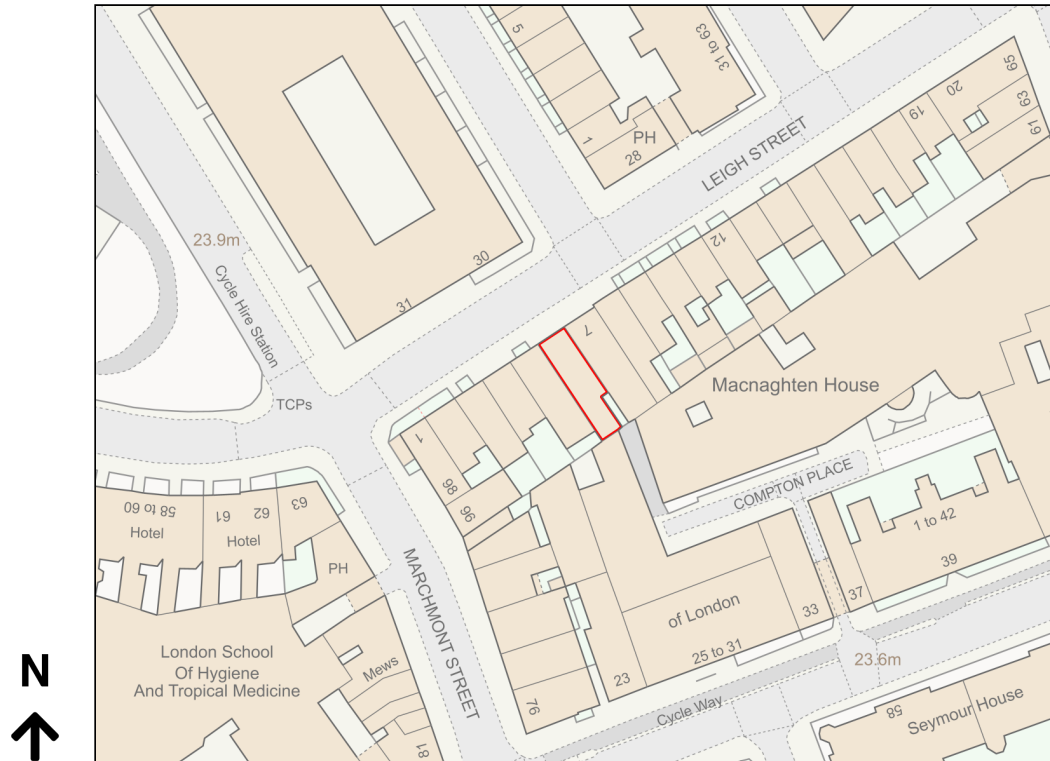 5
31 to 63
1
PH
28
LEIGH STREET
19
20
65
63
61
23.9m
Cycle Hire Station
30
31
12
7
TCPs
Macnaghten House
1
98
96
COMPTON PLACE
58 to 60
Hotel
61
62
63
Hotel
PH
1 to 42
39
37
33
MARCHMONT STREET
of London
25 to 31
23
23.6m
London School
Of Hygiene
And Tropical Medicine
Mews
76
Cycle Way
58
Seymour House
81
N